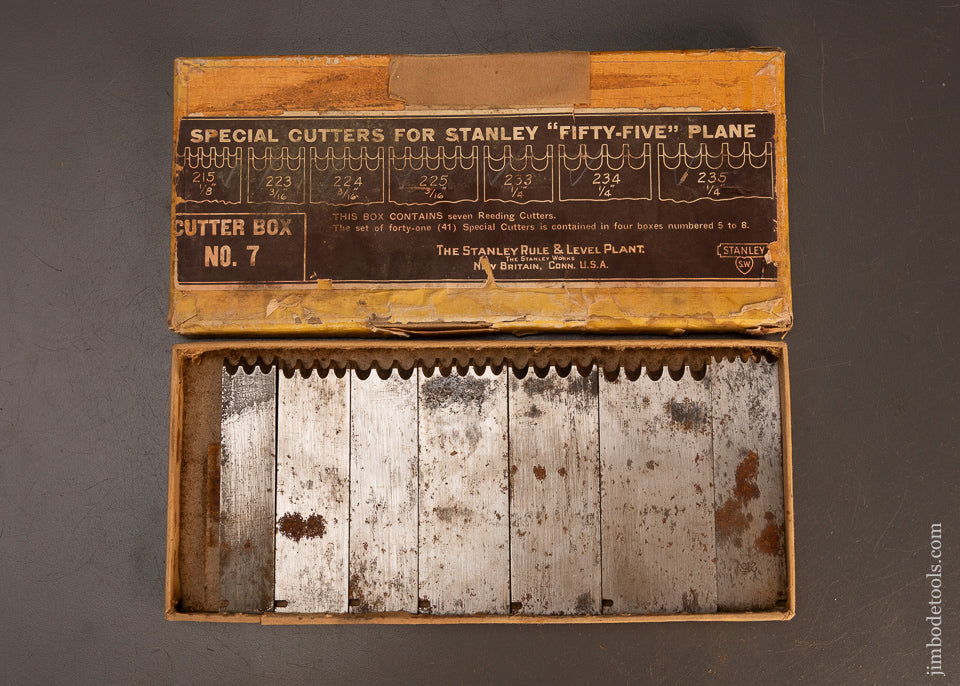 SPECIAL CUTTERS FOR STANLEY "FIFTY-FIVE" PLANE
215 223 224 225 233 234 235
1/8" 3/16" 3/16" 3/16" 1/4" 1/4" 1/4"
THIS BOX CONTAINS seven Reeding Cutters.
The set of forty-one (41) Special Cutters is contained in four boxes numbered 5 to 8.
CUTTER BOX
NO. 7
THE STANLEY RULE & LEVEL PLANT.
THE STANLEY WORKS
NEW BRITAIN, CONN. U.S.A.
STANLEY
S.W.
jimbodetools.com